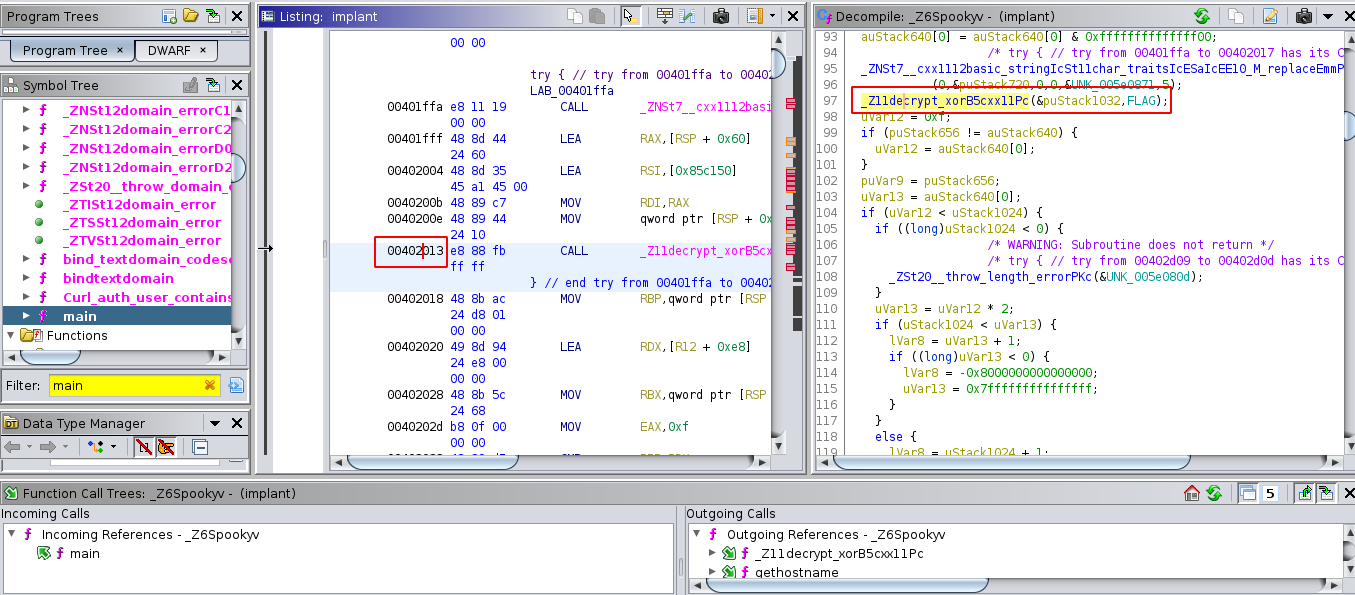 Program Trees
Program Tree ×
DWARF ×
Symbol Tree
_ZNSt12domain_errorC1
_ZNSt12domain_errorC2
_ZNSt12domain_errorD0
_ZNSt12domain_errorD2
_ZSt20__throw_domain_
_ZTISt12domain_error
_ZTSSt12domain_error
_ZTVSt12domain_error
bind_textdomain_codes
bindtextdomain
Curl_auth_user_contains
main
Functions
Filter: main
Data Type Manager
Listing: implant
00 00
try { // try from 00401ffa to 00402
LAB_00401ffa
00401ffa e8 11 19 CALL _ZNSt7__cxx1112basi
00 00
00401fff 48 8d 44 LEA RAX,[RSP + 0x60]
24 60
00402004 48 8d 35 LEA RSI,[0x85c150]
45 a1 45 00
0040200b 48 89 c7 MOV RDI,RAX
0040200e 48 89 44 MOV qword ptr [RSP + 0x
24 10
00402013 e8 88 fb CALL _Z11decrypt_xorB5cx
ff ff
} // end try from 00401ffa to 00402
00402018 48 8b ac MOV RBP,qword ptr [RSP
24 d8 01
00 00
00402020 49 8d 94 LEA RDX,[R12 + 0xe8]
24 e8 00
00 00
00402028 48 8b 5c MOV RBX,qword ptr [RSP
24 68
0040202d b8 0f 00 MOV EAX,0xf
00 00
Decompile: _Z6Spookyv - (implant)
93 auStack640[0] = auStack640[0] & 0xffffffffffffff00;
94 /* try { // try from 00401ffa to 00402017 has its C
95 _ZNSt7__cxx1112basic_stringIcSt11char_traitsIcESaIcEE10_M_replaceEmmP
96 (0,&puStack720,0,0,&UNK_005e0871,5);
97 _Z11decrypt_xorB5cxx11Pc(&puStack1032,FLAG);
98 uVar12 = 0xf;
99 if (puStack656 != auStack640) {
100 uVar12 = auStack640[0];
101 }
102 puVar9 = puStack656;
103 uVar13 = auStack640[0];
104 if (uVar12 < uStack1024) {
105 if ((long)uStack1024 < 0) {
106 /* WARNING: Subroutine does not return */
107 /* try { // try from 00402d09 to 00402d0d has its C
108 _ZSt20__throw_length_errorPKc(&UNK_005e080d);
109 }
110 uVar13 = uVar12 * 2;
111 if (uStack1024 < uVar13) {
112 lVar8 = uVar13 + 1;
113 if ((long)uVar13 < 0) {
114 lVar8 = -0x8000000000000000;
115 uVar13 = 0x7fffffffffffffff;
116 }
117 }
118 else {
119 lVar8 = uStack1024 + 1;
Function Call Trees: _Z6Spookyv - (implant)
5
Incoming Calls
Incoming References - _Z6Spookyv
main
Outgoing Calls
Outgoing References - _Z6Spookyv
_Z11decrypt_xorB5cxx11Pc
gethostname